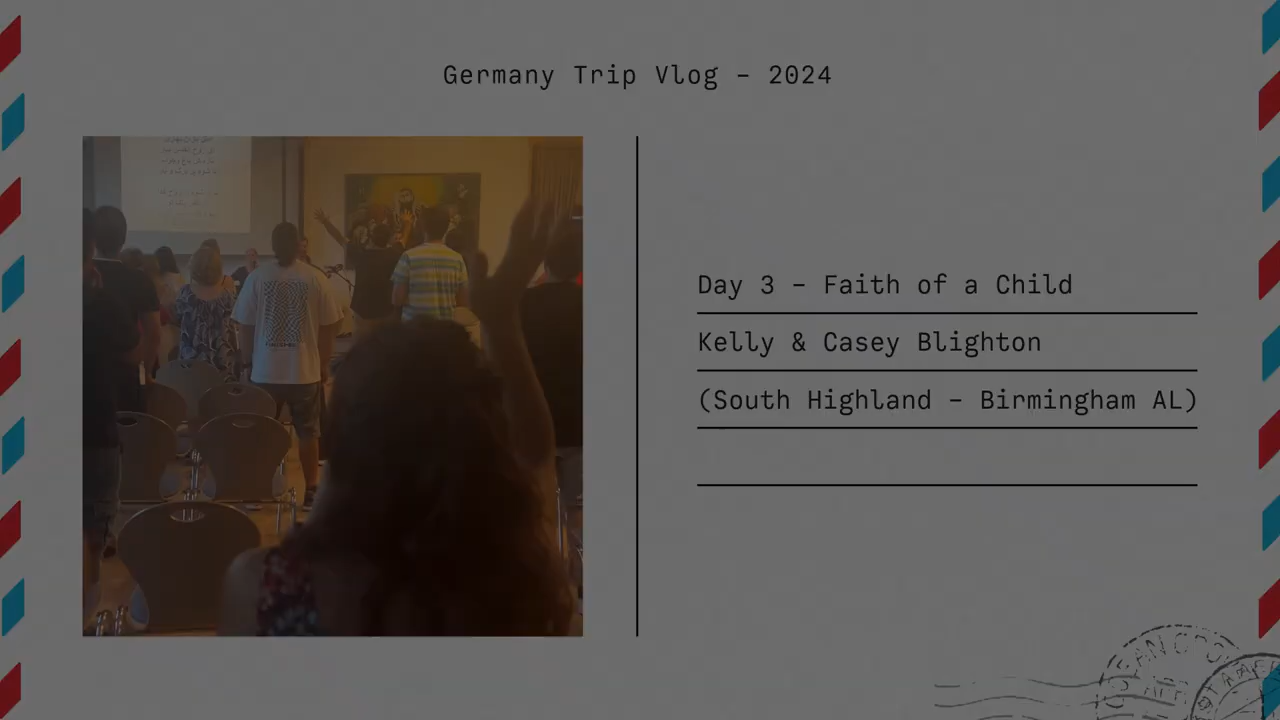 Germany Trip Vlog – 2024
Day 3 – Faith of a Child
Kelly & Casey Blighton
(South Highland – Birmingham AL)